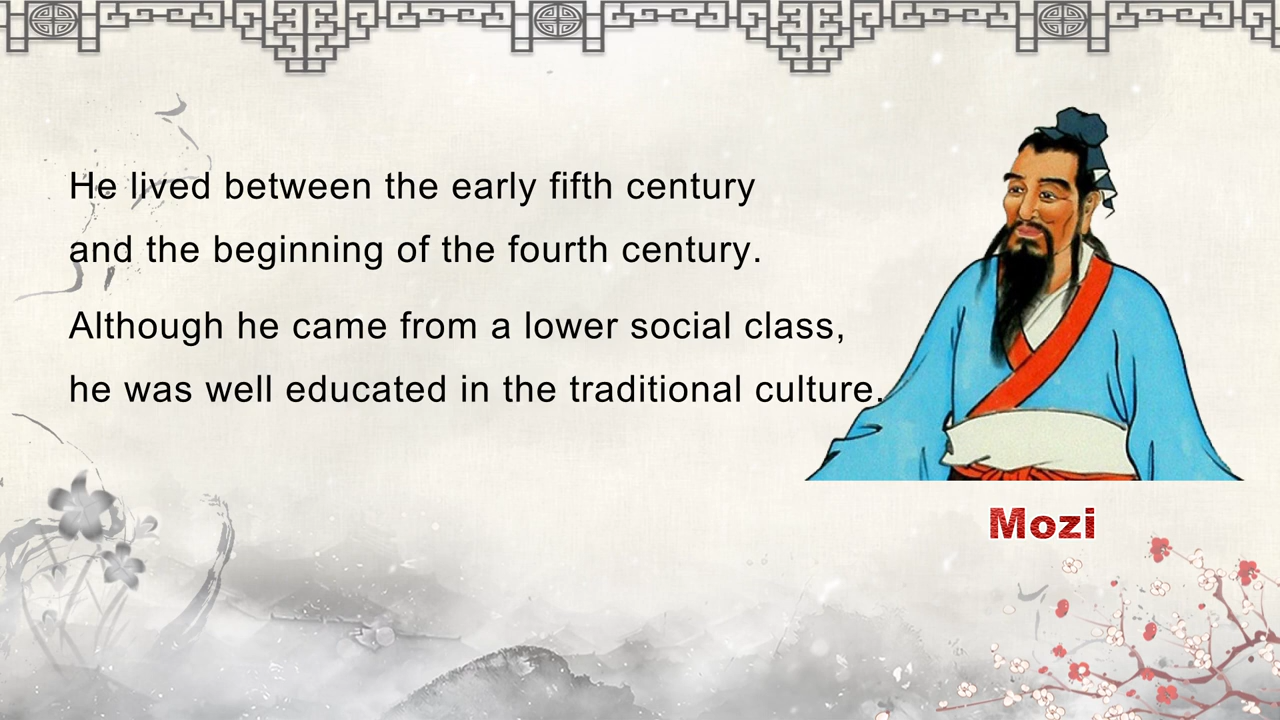 He lived between the early fifth century
and the beginning of the fourth century.
Although he came from a lower social class,
he was well educated in the traditional culture.
Mozi